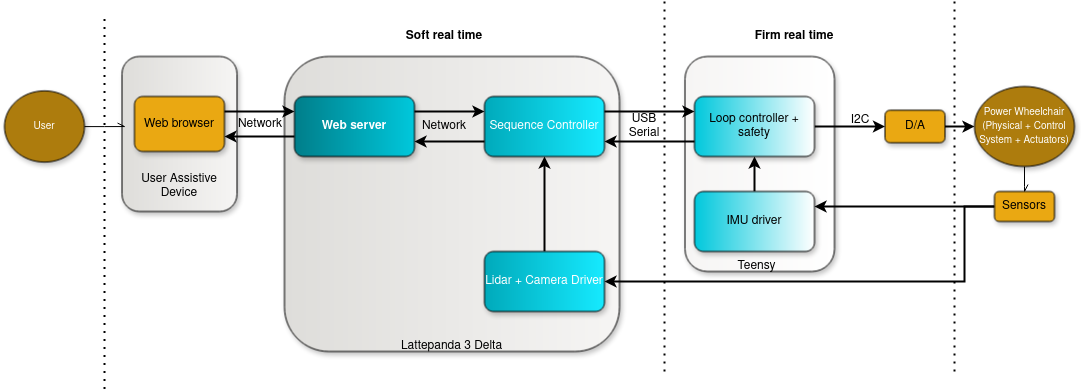 Soft real time
Firm real time
User
Web browser
User Assistive
Device
Network
Web server
Network
Sequence Controller
USB
Serial
Loop controller +
safety
I2C
D/A
Power Wheelchair
(Physical + Control
System + Actuators)
IMU driver
Sensors
Teensy
Lidar + Camera Driver
Lattepanda 3 Delta